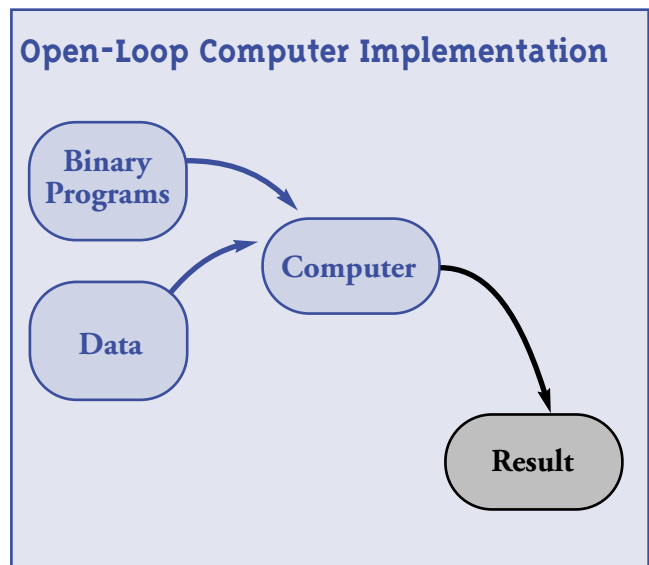 Open-Loop Computer Implementation
Binary
Programs
Computer
Data
Result